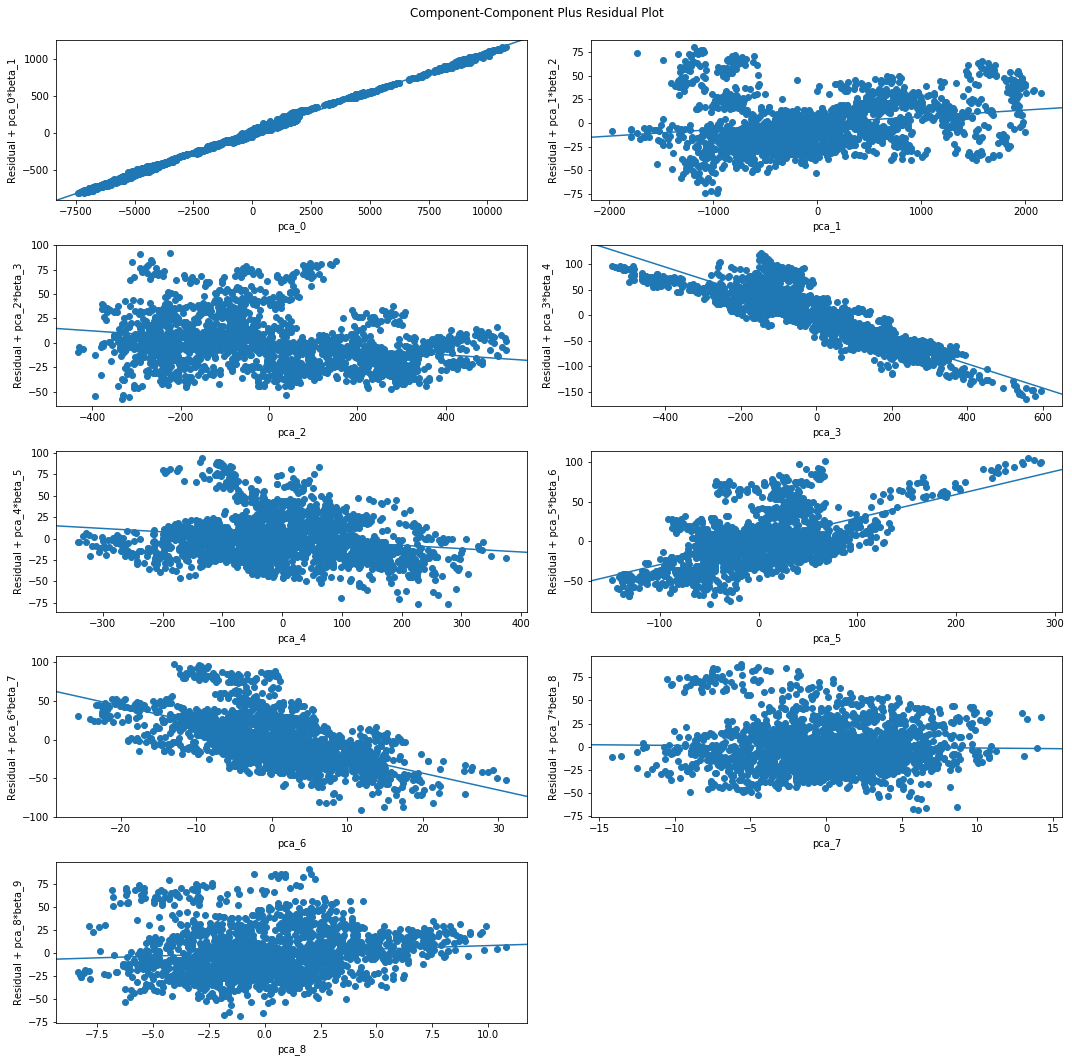 Component-Component Plus Residual Plot
Residual + pca_0*beta_1
1000
500
0
−500
−7500 −5000 −2500 0 2500 5000 7500 10000
pca_0
Residual + pca_1*beta_2
75
50
25
0
−25
−50
−75
−2000 −1000 0 1000 2000
pca_1
Residual + pca_2*beta_3
100
75
50
25
0
−25
−50
−400 −200 0 200 400
pca_2
Residual + pca_3*beta_4
100
50
0
−50
−100
−150
−400 −200 0 200 400 600
pca_3
Residual + pca_4*beta_5
100
75
50
25
0
−25
−50
−75
−300 −200 −100 0 100 200 300 400
pca_4
Residual + pca_5*beta_6
100
50
0
−50
−100 0 100 200 300
pca_5
Residual + pca_6*beta_7
100
50
0
−50
−100
−20 −10 0 10 20 30
pca_6
Residual + pca_7*beta_8
75
50
25
0
−25
−50
−75
−15 −10 −5 0 5 10 15
pca_7
Residual + pca_8*beta_9
75
50
25
0
−25
−50
−75
−7.5 −5.0 −2.5 0.0 2.5 5.0 7.5 10.0
pca_8